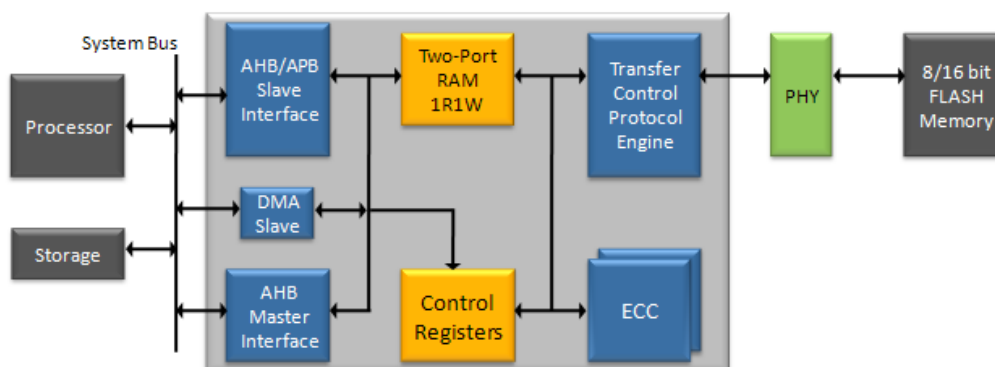 System Bus
Processor
Storage
AHB/APB
Slave
Interface
DMA
Slave
AHB
Master
Interface
Two-Port
RAM
1R1W
Control
Registers
Transfer
Control
Protocol
Engine
ECC
PHY
8/16 bit
FLASH
Memory